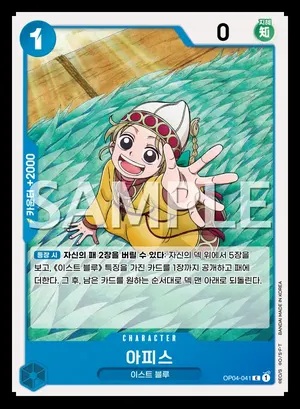 1
0
지혜
知
카운터 +2000
SAMPLE
등장 시 자신의 패 2장을 버릴 수 있다: 자신의 덱 위에서 5장을
보고, 《이스트 블루》 특징을 가진 카드를 1장까지 공개하고 패에
더한다. 그 후, 남은 카드를 원하는 순서대로 덱 맨 아래로 되돌린다.
CHARACTER
아피스
이스트 블루
OP04-041 C 1
BANDAI MADE IN KOREA